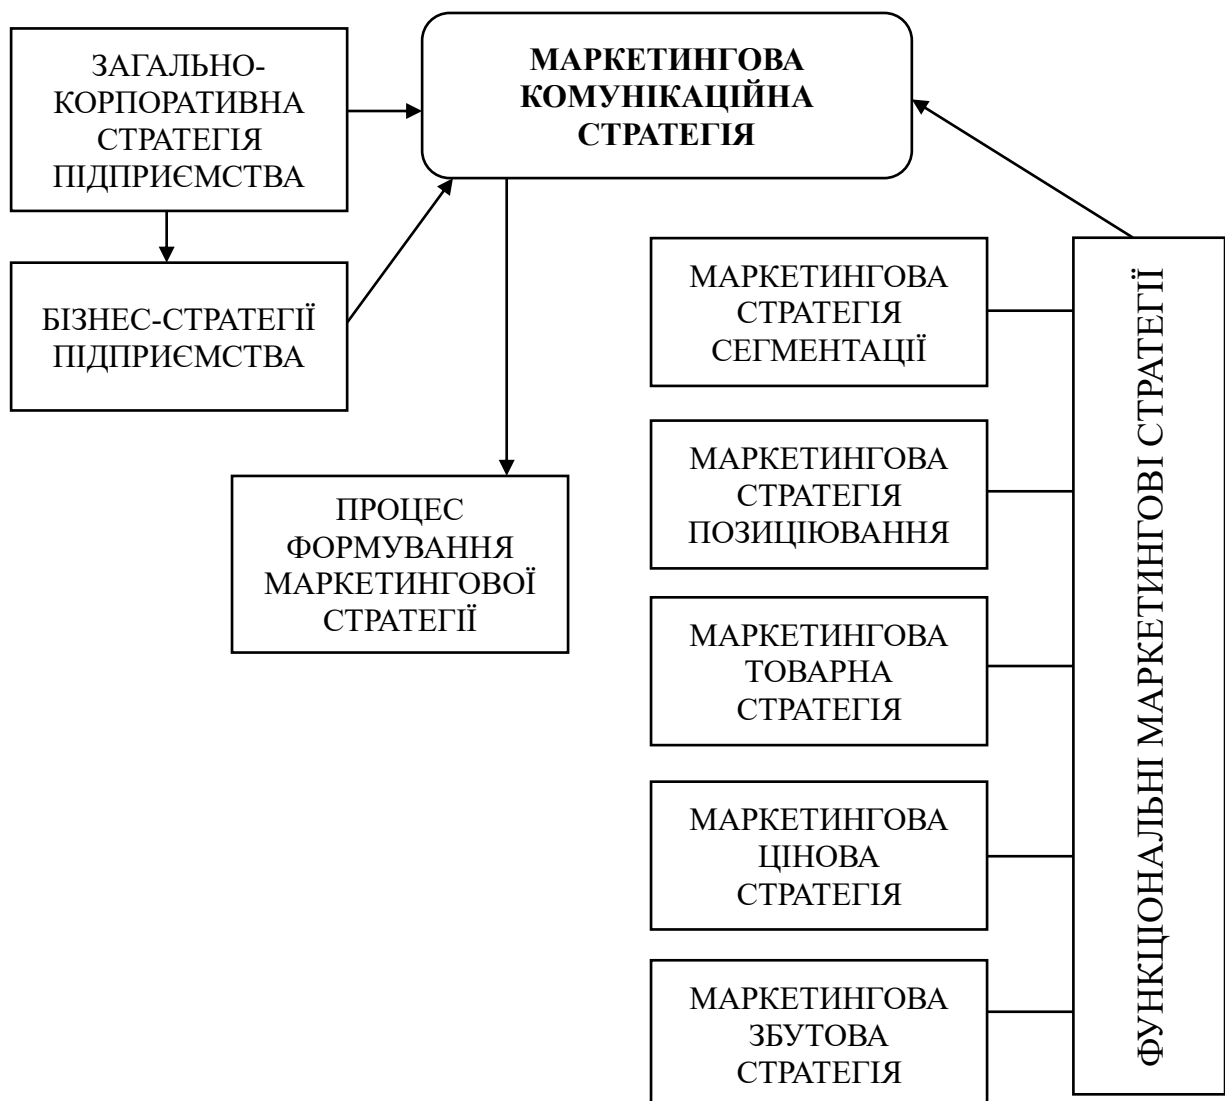 ЗАГАЛЬНО-
КОРПОРАТИВНА
СТРАТЕГІЯ
ПІДПРИЄМСТВА
МАРКЕТИНГОВА
КОМУНІКАЦІЙНА
СТРАТЕГІЯ
БІЗНЕС-СТРАТЕГІЇ
ПІДПРИЄМСТВА
ПРОЦЕС
ФОРМУВАННЯ
МАРКЕТИНГОВОЇ
СТРАТЕГІЇ
МАРКЕТИНГОВА
СТРАТЕГІЯ
СЕГМЕНТАЦІЇ
МАРКЕТИНГОВА
СТРАТЕГІЯ
ПОЗИЦІЮВАННЯ
МАРКЕТИНГОВА
ТОВАРНА
СТРАТЕГІЯ
МАРКЕТИНГОВА
ЦІНОВА
СТРАТЕГІЯ
МАРКЕТИНГОВА
ЗБУТОВА
СТРАТЕГІЯ
ФУНКЦІОНАЛЬНІ МАРКЕТИНГОВІ СТРАТЕГІЇ